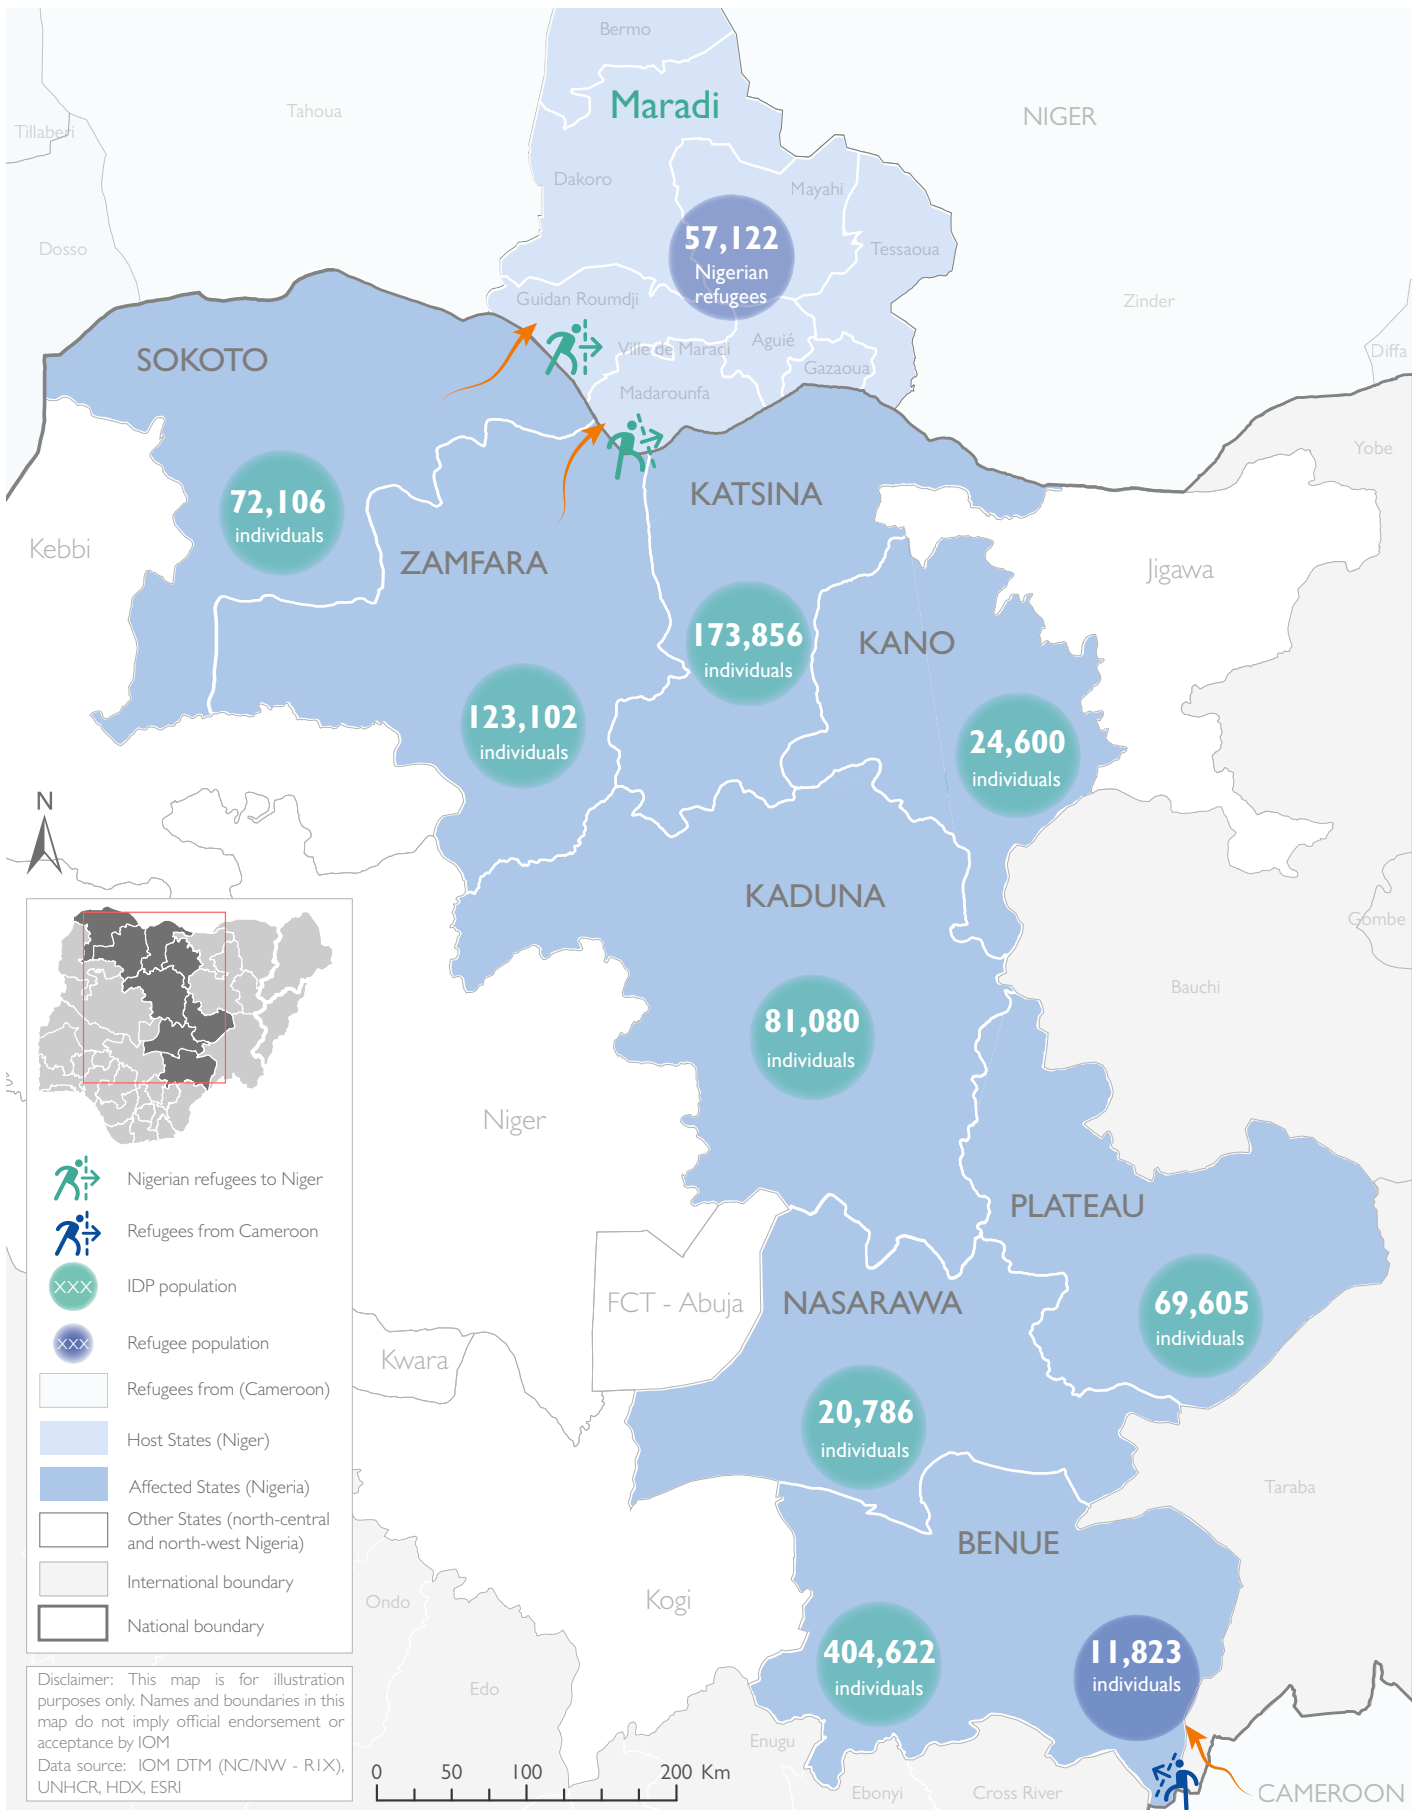 Bermo
Maradi
NIGER
Tahoua
Tillaberi
Dakoro
Mayahi
57,122
Nigerian
refugees
Tessaoua
Dosso
Guidan Roumdji
Zinder
Ville de Maradi
Aguié
Gazaoua
Diffa
SOKOTO
Madarounfa
Yobe
72,106
individuals
KATSINA
Kebbi
ZAMFARA
Jigawa
173,856
individuals
KANO
123,102
individuals
24,600
individuals
N
KADUNA
Gombe
Bauchi
81,080
individuals
Niger
PLATEAU
FCT - Abuja
NASARAWA
69,605
individuals
Kwara
20,786
individuals
Taraba
BENUE
Kogi
Ondo
404,622
individuals
11,823
individuals
Edo
Enugu
Ebonyi
Cross River
CAMEROON
Nigerian refugees to Niger
Refugees from Cameroon
XXX
IDP population
XXX
Refugee population
Refugees from (Cameroon)
Host States (Niger)
Affected States (Nigeria)
Other States (north-central
and north-west Nigeria)
International boundary
National boundary
Disclaimer: This map is for illustration
purposes only. Names and boundaries in this
map do not imply official endorsement or
acceptance by IOM
Data source: IOM DTM (NC/NW - R1X),
UNHCR, HDX, ESRI
0 50 100 200 Km